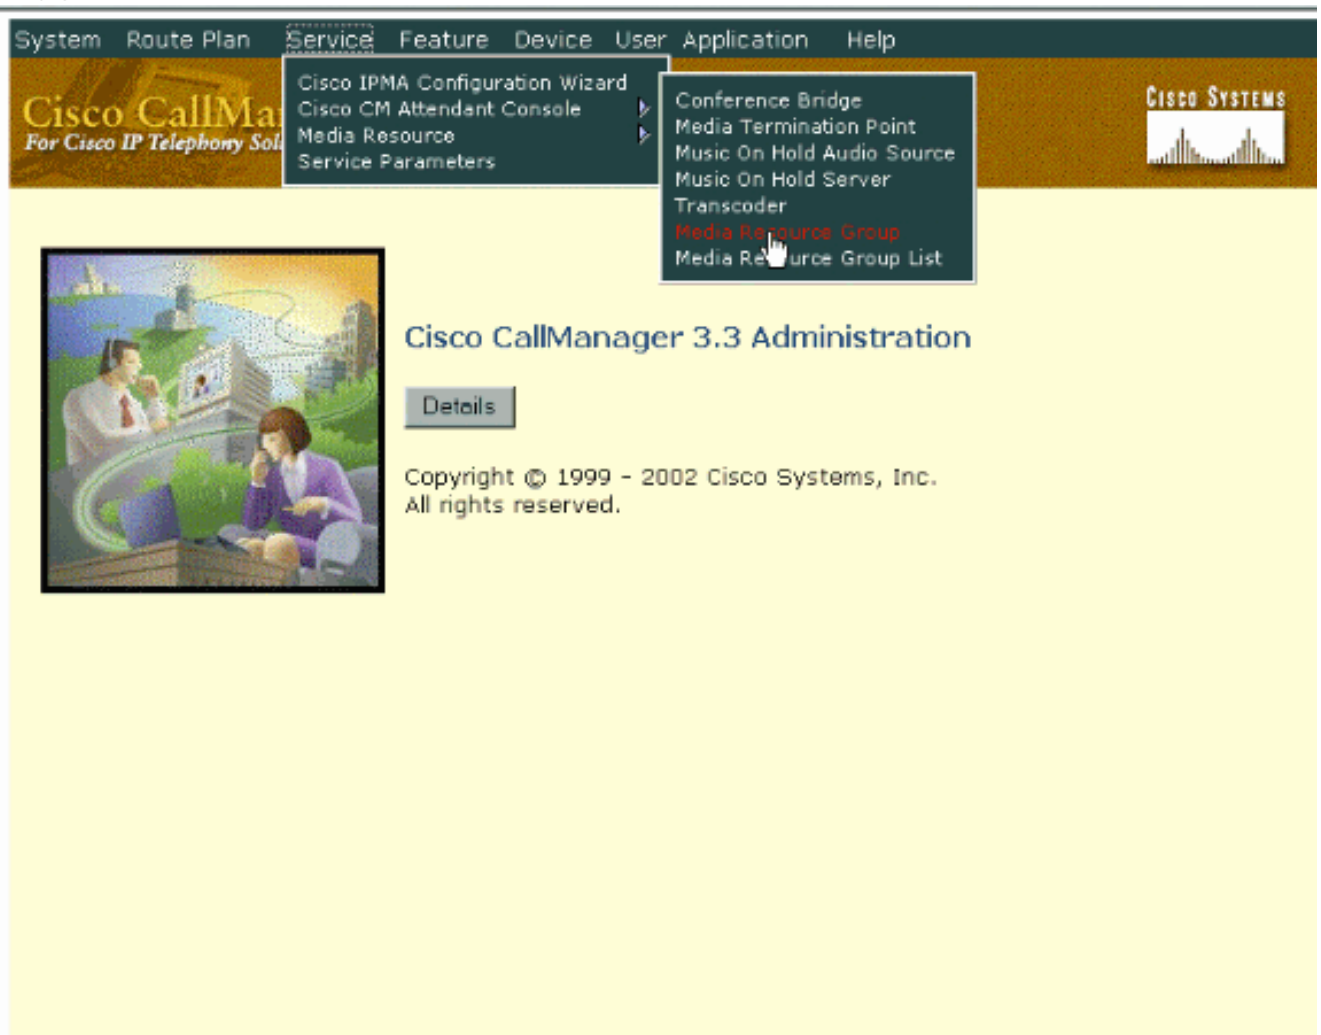 System Route Plan Service Feature Device User Application Help
Cisco IPMA Configuration Wizard
Cisco CM Attendant Console
Media Resource
Service Parameters
Conference Bridge
Media Termination Point
Music On Hold Audio Source
Music On Hold Server
Transcoder
Media Resource Group
Media Resource Group List
Cisco CallMa
For Cisco IP Telephony Sol
CISCO SYSTEMS
Cisco CallManager 3.3 Administration
Details
Copyright © 1999 - 2002 Cisco Systems, Inc.
All rights reserved.